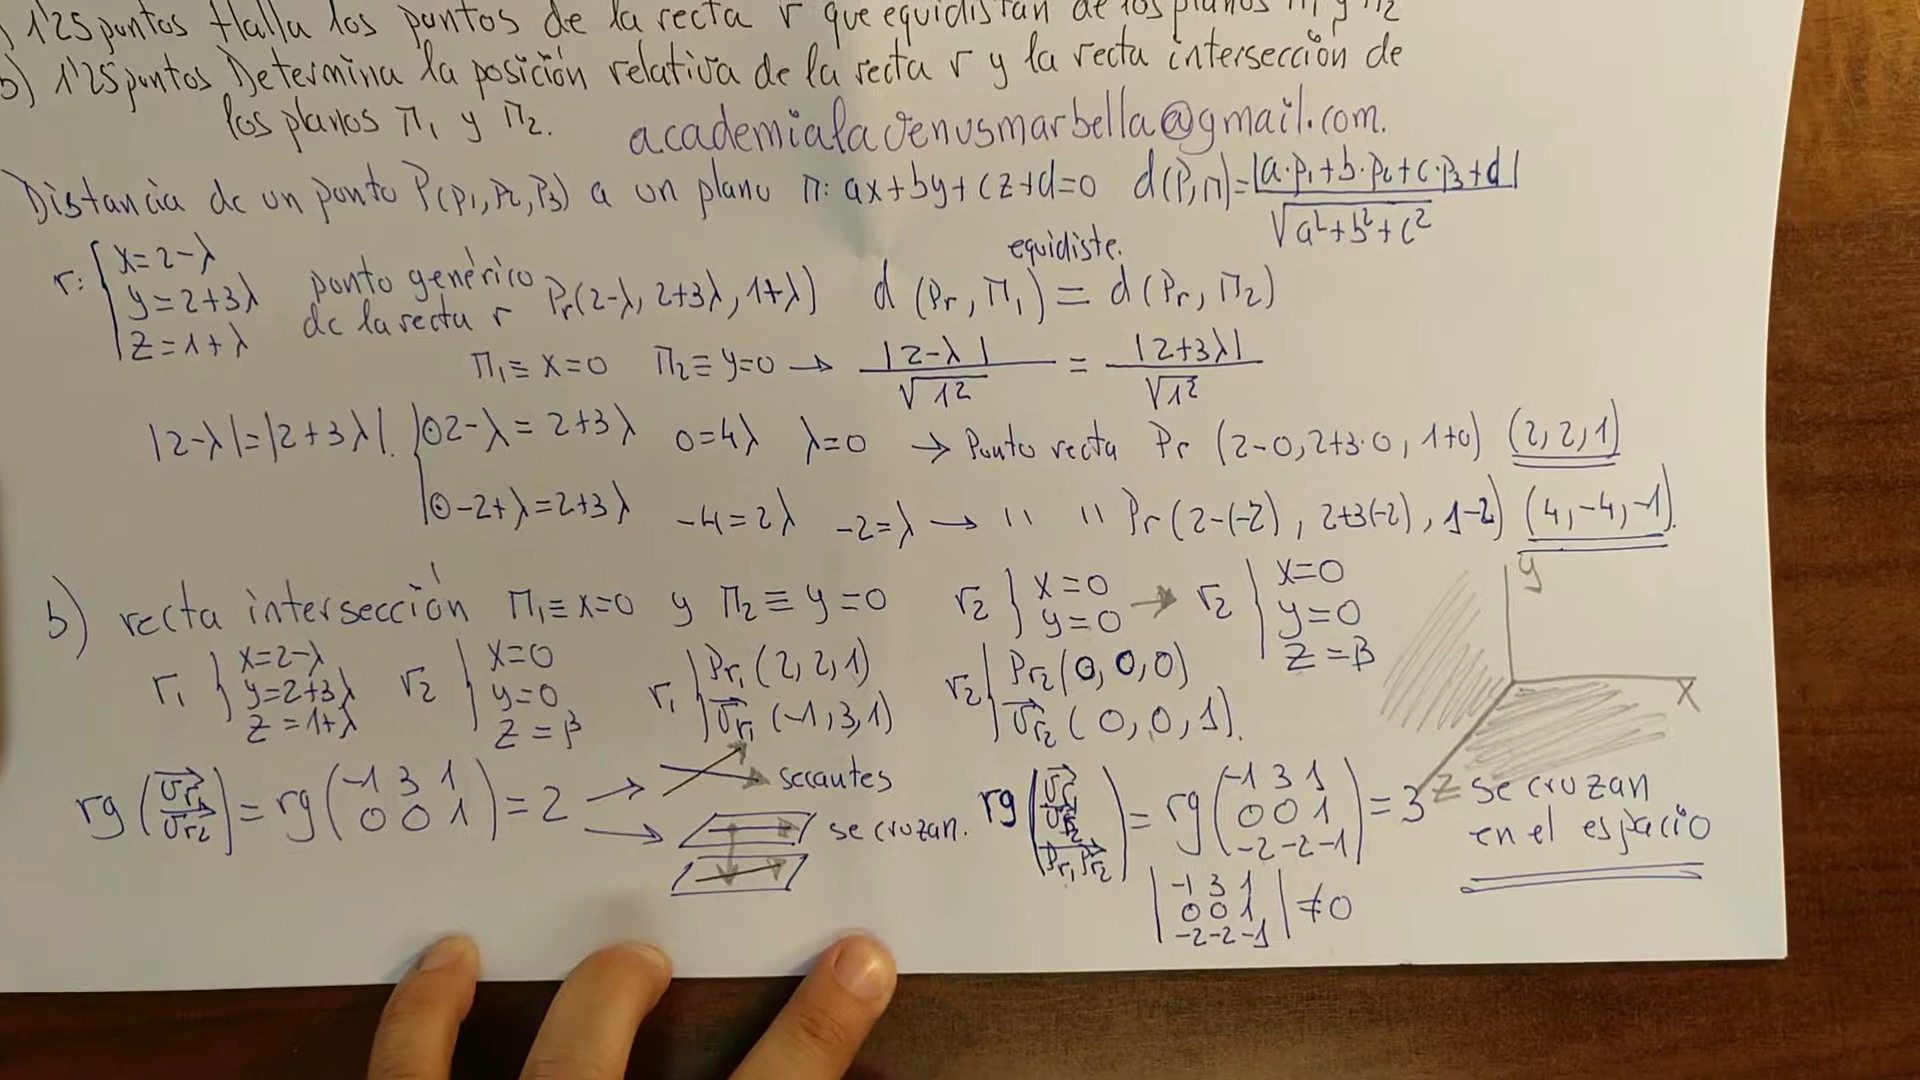 ) 1'25 puntos Halla los puntos de la recta r que equidistan de los planos π₁ y π₂
b) 1'25 puntos Determina la posición relativa de la recta r y la recta intersección de
los planos π₁ y π₂. academialavenusmarbella@gmail.com.
Distancia de un punto P(p₁, p₂, p₃) a un plano π: ax+by+cz+d=0 d(P,π)=|a·p₁+b·p₂+c·p₃+d| / √(a²+b²+c²)
equidiste.
r: { x=2-λ
y=2+3λ
z=1+λ
punto genérico
de la recta r Pr(2-λ, 2+3λ, 1+λ) d(Pr, π₁) = d(Pr, π₂)
π₁≡ x=0 π₂≡ y=0 → |2-λ| / √1² = |2+3λ| / √1²
|2-λ|=|2+3λ|. { ⊙ 2-λ = 2+3λ 0=4λ λ=0 → Punto recta Pr (2-0, 2+3·0, 1+0) (2, 2, 1)
⊙ -2+λ=2+3λ -4=2λ -2=λ → " " Pr(2-(-2), 2+3(-2), 1-2) (4, -4, -1).
b) recta intersección π₁≡ x=0 y π₂≡ y=0 r₂ { x=0
y=0 → r₂ { x=0
y=0
z=β
y
x
z
r₁ { x=2-λ
y=2+3λ
z=1+λ
r₂ { x=0
y=0
z=β
r₁ { Pr₁(2, 2, 1)
vr₁(-1, 3, 1)
r₂ { Pr₂(0, 0, 0)
vr₂(0, 0, 1).
rg (vr₁
vr₂) = rg (-1 3 1
0 0 1) = 2 → secantes
→ se cruzan.
rg (vr₁
vr₂
Pr₁Pr₂) = rg (-1 3 1
0 0 1
-2 -2 -1) = 3 se cruzan
en el espacio
|-1 3 1
0 0 1
-2 -2 -1| ≠0